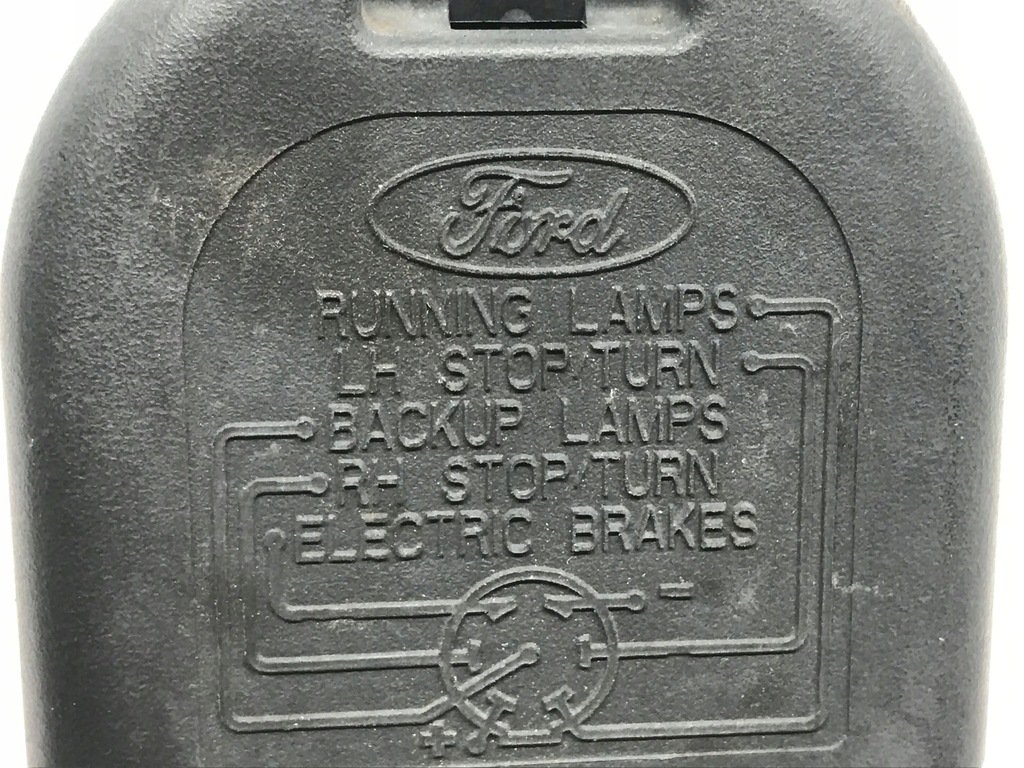 Ford
RUNNING LAMPS
LH STOP/TURN
BACKUP LAMPS
RH STOP/TURN
ELECTRIC BRAKES
−
+